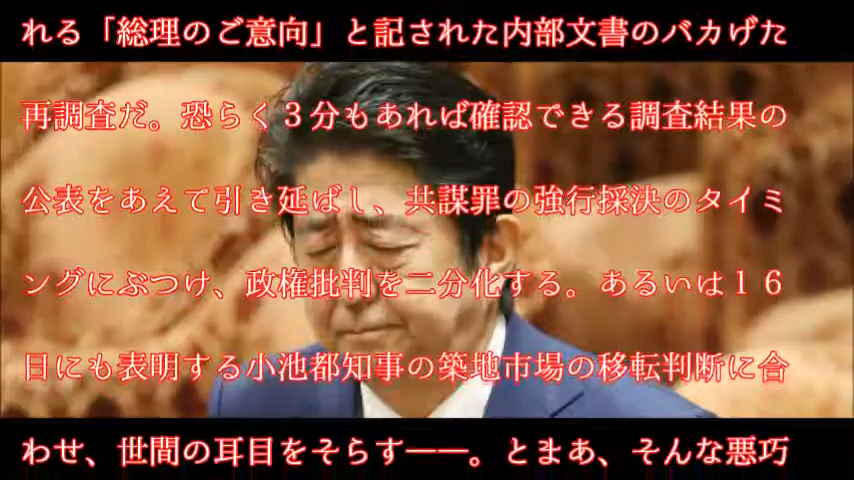 れる「総理のご意向」と記された内部文書のバカげた
再調査だ。恐らく３分もあれば確認できる調査結果の
公表をあえて引き延ばし、共謀罪の強行採決のタイミ
ングにぶつけ、政権批判を二分化する。あるいは１６
日にも表明する小池都知事の築地市場の移転判断に合
わせ、世間の耳目をそらす――。とまあ、そんな悪巧